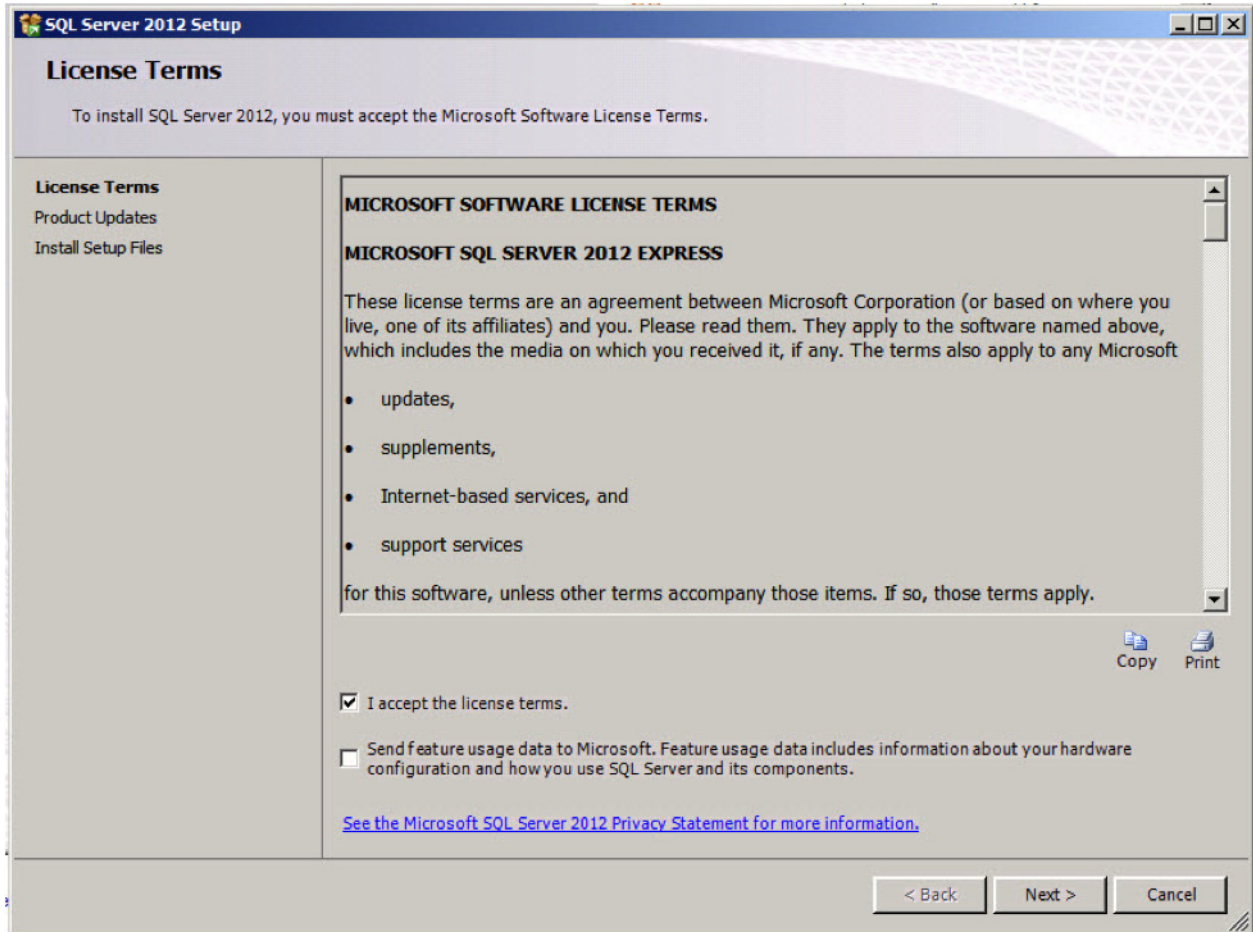 SQL Server 2012 Setup
License Terms
To install SQL Server 2012, you must accept the Microsoft Software License Terms.
License Terms
Product Updates
Install Setup Files
MICROSOFT SOFTWARE LICENSE TERMS
MICROSOFT SQL SERVER 2012 EXPRESS
These license terms are an agreement between Microsoft Corporation (or based on where you
live, one of its affiliates) and you. Please read them. They apply to the software named above,
which includes the media on which you received it, if any. The terms also apply to any Microsoft
• updates,
• supplements,
• Internet-based services, and
• support services
for this software, unless other terms accompany those items. If so, those terms apply.
Copy Print
I accept the license terms.
Send feature usage data to Microsoft. Feature usage data includes information about your hardware
configuration and how you use SQL Server and its components.
See the Microsoft SQL Server 2012 Privacy Statement for more information.
< Back Next > Cancel